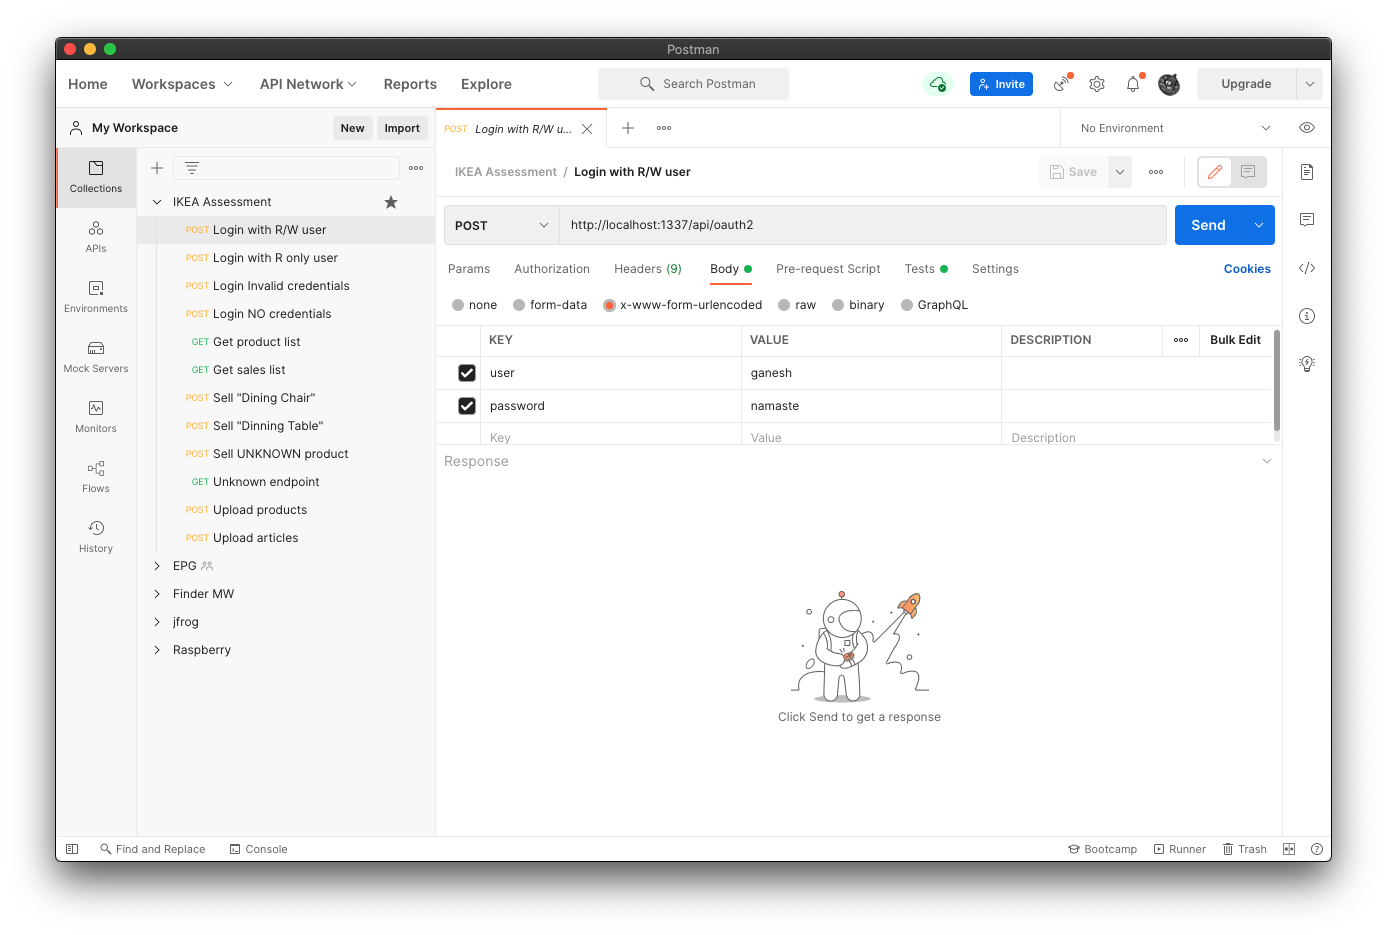 Postman
Home Workspaces API Network Reports Explore Search Postman Invite Upgrade
My Workspace New Import POST Login with R/W u... No Environment
Collections
APIs
Environments
Mock Servers
Monitors
Flows
History
IKEA Assessment
POST Login with R/W user
POST Login with R only user
POST Login Invalid credentials
POST Login NO credentials
GET Get product list
GET Get sales list
POST Sell "Dining Chair"
POST Sell "Dinning Table"
POST Sell UNKNOWN product
GET Unknown endpoint
POST Upload products
POST Upload articles
EPG
Finder MW
jfrog
Raspberry
IKEA Assessment / Login with R/W user Save
POST http://localhost:1337/api/oauth2 Send
Params Authorization Headers (9) Body Pre-request Script Tests Settings Cookies
none form-data x-www-form-urlencoded raw binary GraphQL
KEY VALUE DESCRIPTION Bulk Edit
user ganesh
password namaste
Key Value Description
Response
Click Send to get a response
Find and Replace Console Bootcamp Runner Trash